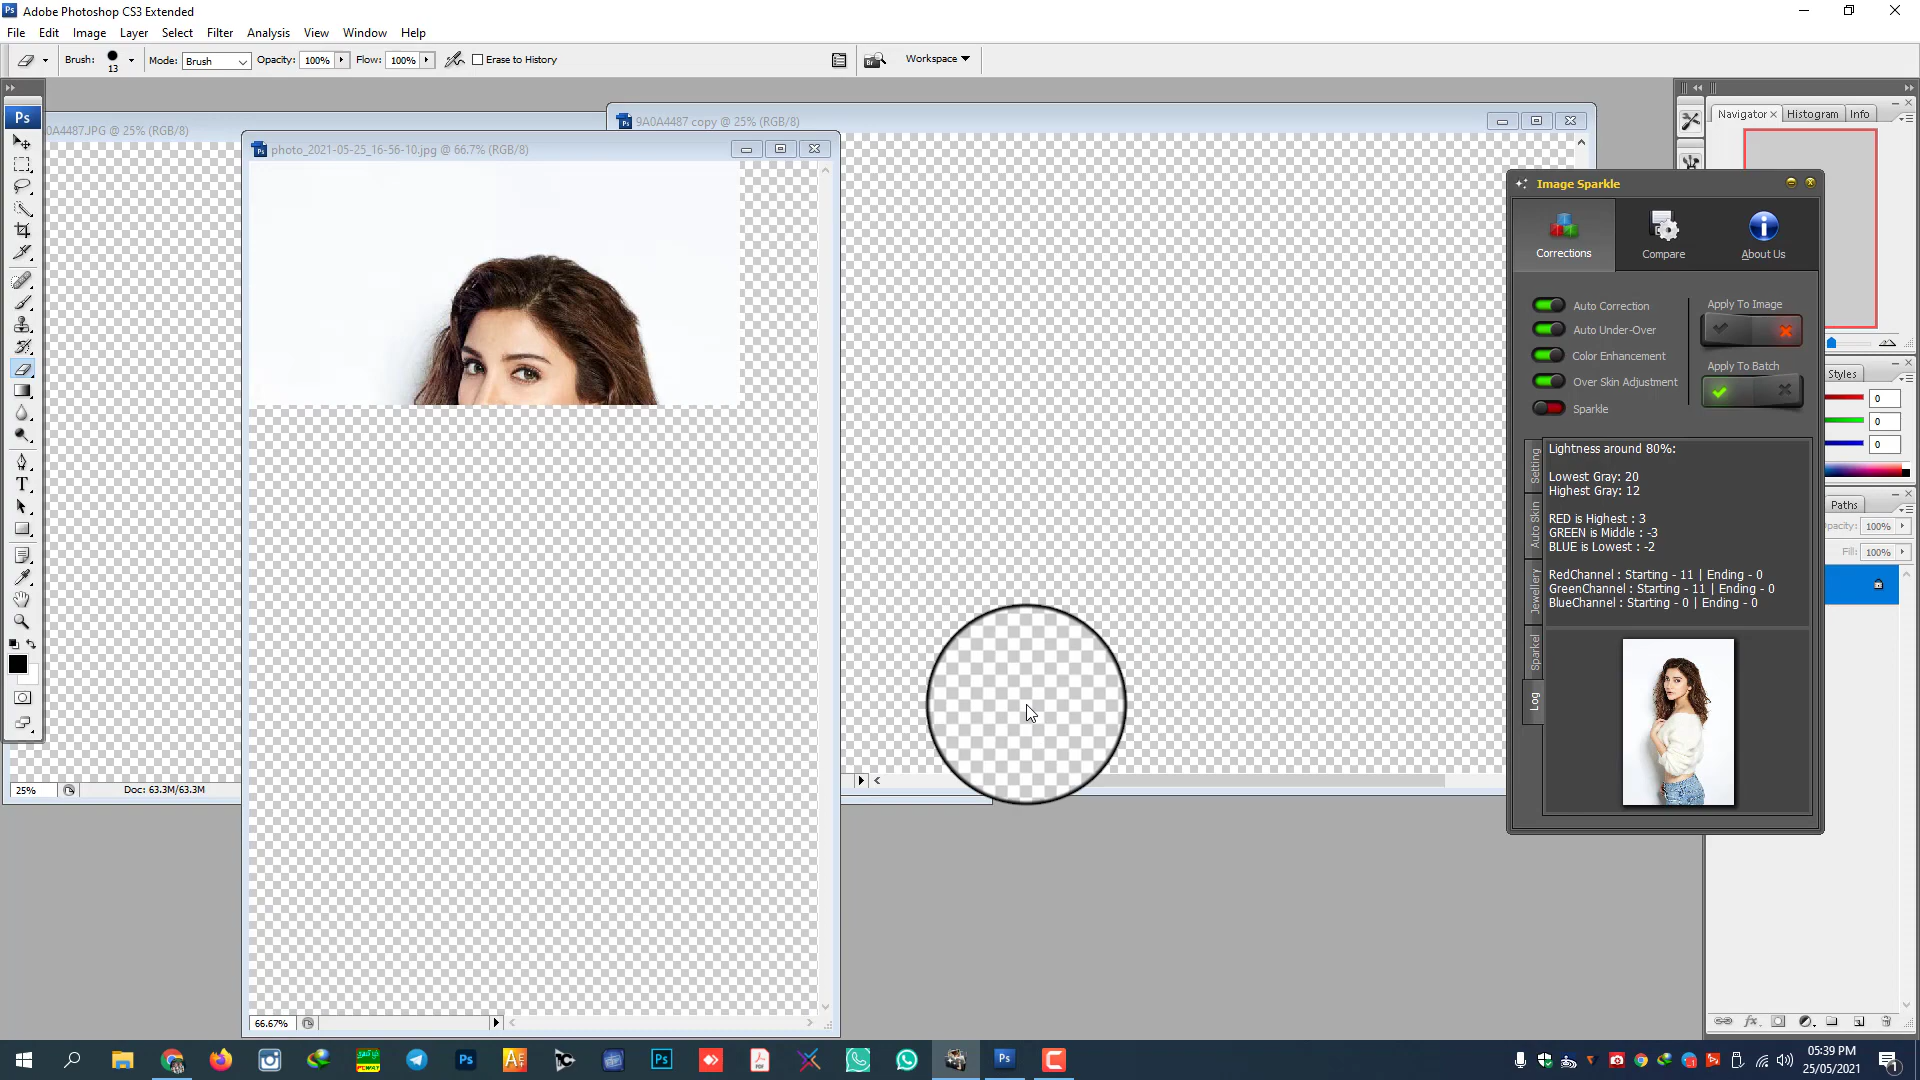 Ps Adobe Photoshop CS3 Extended
File Edit Image Layer Select Filter Analysis View Window Help
Brush: 13 Mode: Brush Opacity: 100% Flow: 100% Erase to History Workspace
Ps
0A4487.JPG @ 25% (RGB/8)
9A0A4487 copy @ 25% (RGB/8)
photo_2021-05-25_16-56-10.jpg @ 66.7% (RGB/8)
Navigator Histogram Info
Image Sparkle
Corrections Compare About Us
Auto Correction
Auto Under-Over
Color Enhancement
Over Skin Adjustment
Sparkle
Apply To Image
Apply To Batch
Setting
Auto Skin
Jewellery
Sparkel
Log
Lightness around 80%:
Lowest Gray: 20
Highest Gray: 12
RED is Highest : 3
GREEN is Middle : -3
BLUE is Lowest : -2
RedChannel : Starting - 11 | Ending - 0
GreenChannel : Starting - 11 | Ending - 0
BlueChannel : Starting - 0 | Ending - 0
Styles
0
0
0
Paths
Opacity: 100%
Fill: 100%
25% Doc: 63.3M/63.3M
66.67%
05:39 PM
25/05/2021